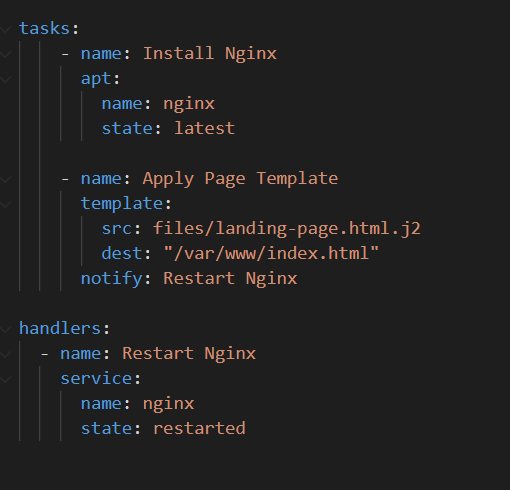 tasks:
    - name: Install Nginx
      apt:
        name: nginx
        state: latest

    - name: Apply Page Template
      template:
        src: files/landing-page.html.j2
        dest: "/var/www/index.html"
      notify: Restart Nginx

handlers:
  - name: Restart Nginx
    service:
      name: nginx
      state: restarted